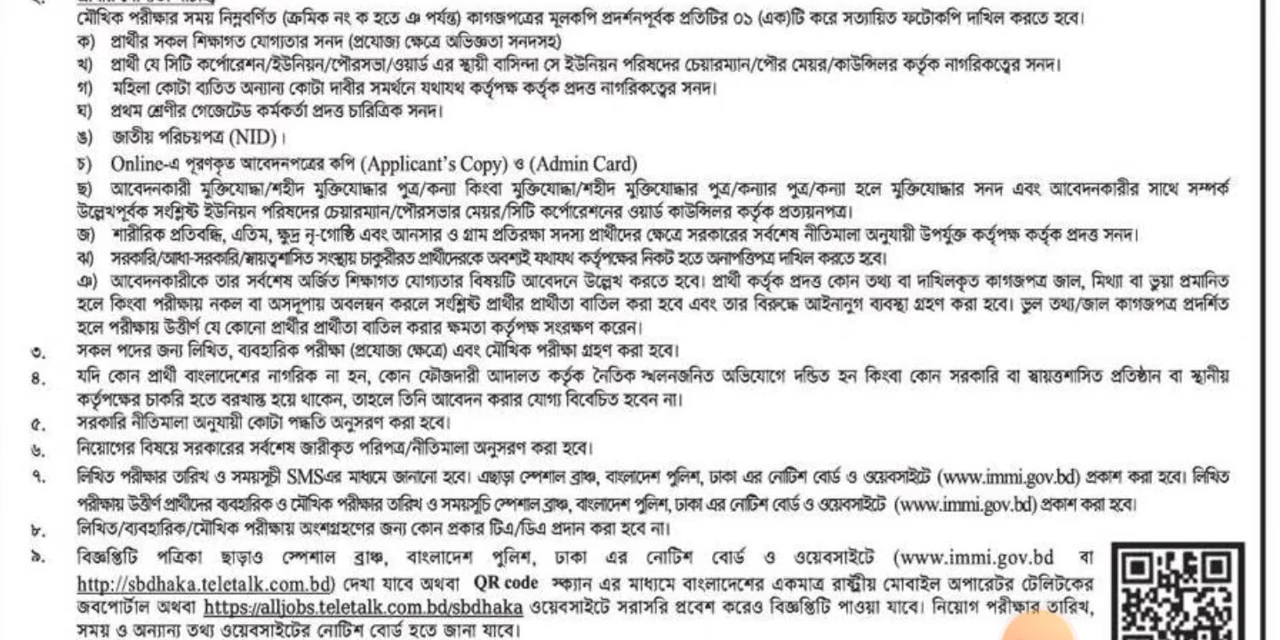 মৌখিক পরীক্ষার সময় নিম্নবর্ণিত (ক্রমিক নং ক হতে ঞ পর্যন্ত) কাগজপত্রের মূলকপি প্রদর্শনপূর্বক প্রতিটির ০১ (এক)টি করে সত্যায়িত ফটোকপি দাখিল করতে হবে।
ক) প্রার্থীর সকল শিক্ষাগত যোগ্যতার সনদ (প্রযোজ্য ক্ষেত্রে অভিজ্ঞতা সনদসহ)
খ) প্রার্থী যে সিটি কর্পোরেশন/ইউনিয়ন/পৌরসভা/ওয়ার্ড এর স্থায়ী বাসিন্দা সে ইউনিয়ন পরিষদের চেয়ারম্যান/পৌর মেয়র/কাউন্সিলর কর্তৃক নাগরিকত্বের সনদ।
গ) মহিলা কোটা ব্যতিত অন্যান্য কোটা দাবীর সমর্থনে যথাযথ কর্তৃপক্ষ কর্তৃক প্রদত্ত নাগরিকত্বের সনদ।
ঘ) প্রথম শ্রেণীর গেজেটেড কর্মকর্তা প্রদত্ত চারিত্রিক সনদ।
ঙ) জাতীয় পরিচয়পত্র (NID)।
চ) Online-এ পূরণকৃত আবেদনপত্রের কপি (Applicant's Copy) ও (Admin Card)
ছ) আবেদনকারী মুক্তিযোদ্ধা/শহীদ মুক্তিযোদ্ধার পুত্র/কন্যা কিংবা মুক্তিযোদ্ধা/শহীদ মুক্তিযোদ্ধার পুত্র/কন্যার পুত্র/কন্যা হলে মুক্তিযোদ্ধার সনদ এবং আবেদনকারীর সাথে সম্পর্ক
উল্লেখপূর্বক সংশ্লিষ্ট ইউনিয়ন পরিষদের চেয়ারম্যান/পৌরসভার মেয়র/সিটি কর্পোরেশনের ওয়ার্ড কাউন্সিলর কর্তৃক প্রত্যয়নপত্র।
জ) শারীরিক প্রতিবন্ধি, এতিম, ক্ষুদ্র নৃ-গোষ্ঠি এবং আনসার ও গ্রাম প্রতিরক্ষা সদস্য প্রার্থীদের ক্ষেত্রে সরকারের সর্বশেষ নীতিমালা অনুযায়ী উপর্যুক্ত কর্তৃপক্ষ কর্তৃক প্রদত্ত সনদ।
ঝ) সরকারি/আধা-সরকারি/স্বায়ত্বশাসিত সংস্থায় চাকুরীরত প্রার্থীদেরকে অবশ্যই যথাযথ কর্তৃপক্ষের নিকট হতে অনাপত্তিপত্র দাখিল করতে হবে।
ঞ) আবেদনকারীকে তার সর্বশেষ অর্জিত শিক্ষাগত যোগ্যতার বিষয়টি আবেদনে উল্লেখ করতে হবে। প্রার্থী কর্তৃক প্রদত্ত কোন তথ্য বা দাখিলকৃত কাগজপত্র জাল, মিথ্যা বা ভুয়া প্রমানিত
হলে কিংবা পরীক্ষায় নকল বা অসদূপায় অবলম্বন করলে সংশ্লিষ্ট প্রার্থীর প্রার্থীতা বাতিল করা হবে এবং তার বিরুদ্ধে আইনানুগ ব্যবস্থা গ্রহণ করা হবে। ভুল তথ্য/জাল কাগজপত্র প্রদর্শিত
হলে পরীক্ষায় উত্তীর্ণ যে কোনো প্রার্থীর প্রার্থীতা বাতিল করার ক্ষমতা কর্তৃপক্ষ সংরক্ষণ করেন।
৩. সকল পদের জন্য লিখিত, ব্যবহারিক পরীক্ষা (প্রযোজ্য ক্ষেত্রে) এবং মৌখিক পরীক্ষা গ্রহণ করা হবে।
৪. যদি কোন প্রার্থী বাংলাদেশের নাগরিক না হন, কোন ফৌজদারী আদালত কর্তৃক নৈতিক স্খলনজনিত অভিযোগে দন্ডিত হন কিংবা কোন সরকারি বা স্বায়ত্তশাসিত প্রতিষ্ঠান বা স্থানীয়
কর্তৃপক্ষের চাকরি হতে বরখাস্ত হয়ে থাকেন, তাহলে তিনি আবেদন করার যোগ্য বিবেচিত হবেন না।
৫. সরকারি নীতিমালা অনুযায়ী কোটা পদ্ধতি অনুসরণ করা হবে।
৬. নিয়োগের বিষয়ে সরকারের সর্বশেষ জারীকৃত পরিপত্র/নীতিমালা অনুসরণ করা হবে।
৭. লিখিত পরীক্ষার তারিখ ও সময়সূচী SMSএর মাধ্যমে জানানো হবে। এছাড়া স্পেশাল ব্রাঞ্চ, বাংলাদেশ পুলিশ, ঢাকা এর নোটিশ বোর্ড ও ওয়েবসাইটে (www.immi.gov.bd) প্রকাশ করা হবে। লিখিত
পরীক্ষায় উত্তীর্ণ প্রার্থীদের ব্যবহারিক ও মৌখিক পরীক্ষার তারিখ ও সময়সূচি স্পেশাল ব্রাঞ্চ, বাংলাদেশ পুলিশ, ঢাকা এর নোটিশ বোর্ড ও ওয়েবসাইটে (www.immi.gov.bd) প্রকাশ করা হবে।
৮. লিখিত/ব্যবহারিক/মৌখিক পরীক্ষায় অংশগ্রহণের জন্য কোন প্রকার টিএ/ডিএ প্রদান করা হবে না।
৯. বিজ্ঞপ্তিটি পত্রিকা ছাড়াও স্পেশাল ব্রাঞ্চ, বাংলাদেশ পুলিশ, ঢাকা এর নোটিশ বোর্ড ও ওয়েবসাইটে (www.immi.gov.bd বা
http://sbdhaka.teletalk.com.bd) দেখা যাবে অথবা QR code স্ক্যান এর মাধ্যমে বাংলাদেশের একমাত্র রাষ্ট্রীয় মোবাইল অপারেটর টেলিটকের
জবপোর্টাল অথবা https://alljobs.teletalk.com.bd/sbdhaka ওয়েবসাইটে সরাসরি প্রবেশ করেও বিজ্ঞপ্তিটি পাওয়া যাবে। নিয়োগ পরীক্ষার তারিখ,
সময় ও অন্যান্য তথ্য ওয়েবসাইটের নোটিশ বোর্ড হতে জানা যাবে।